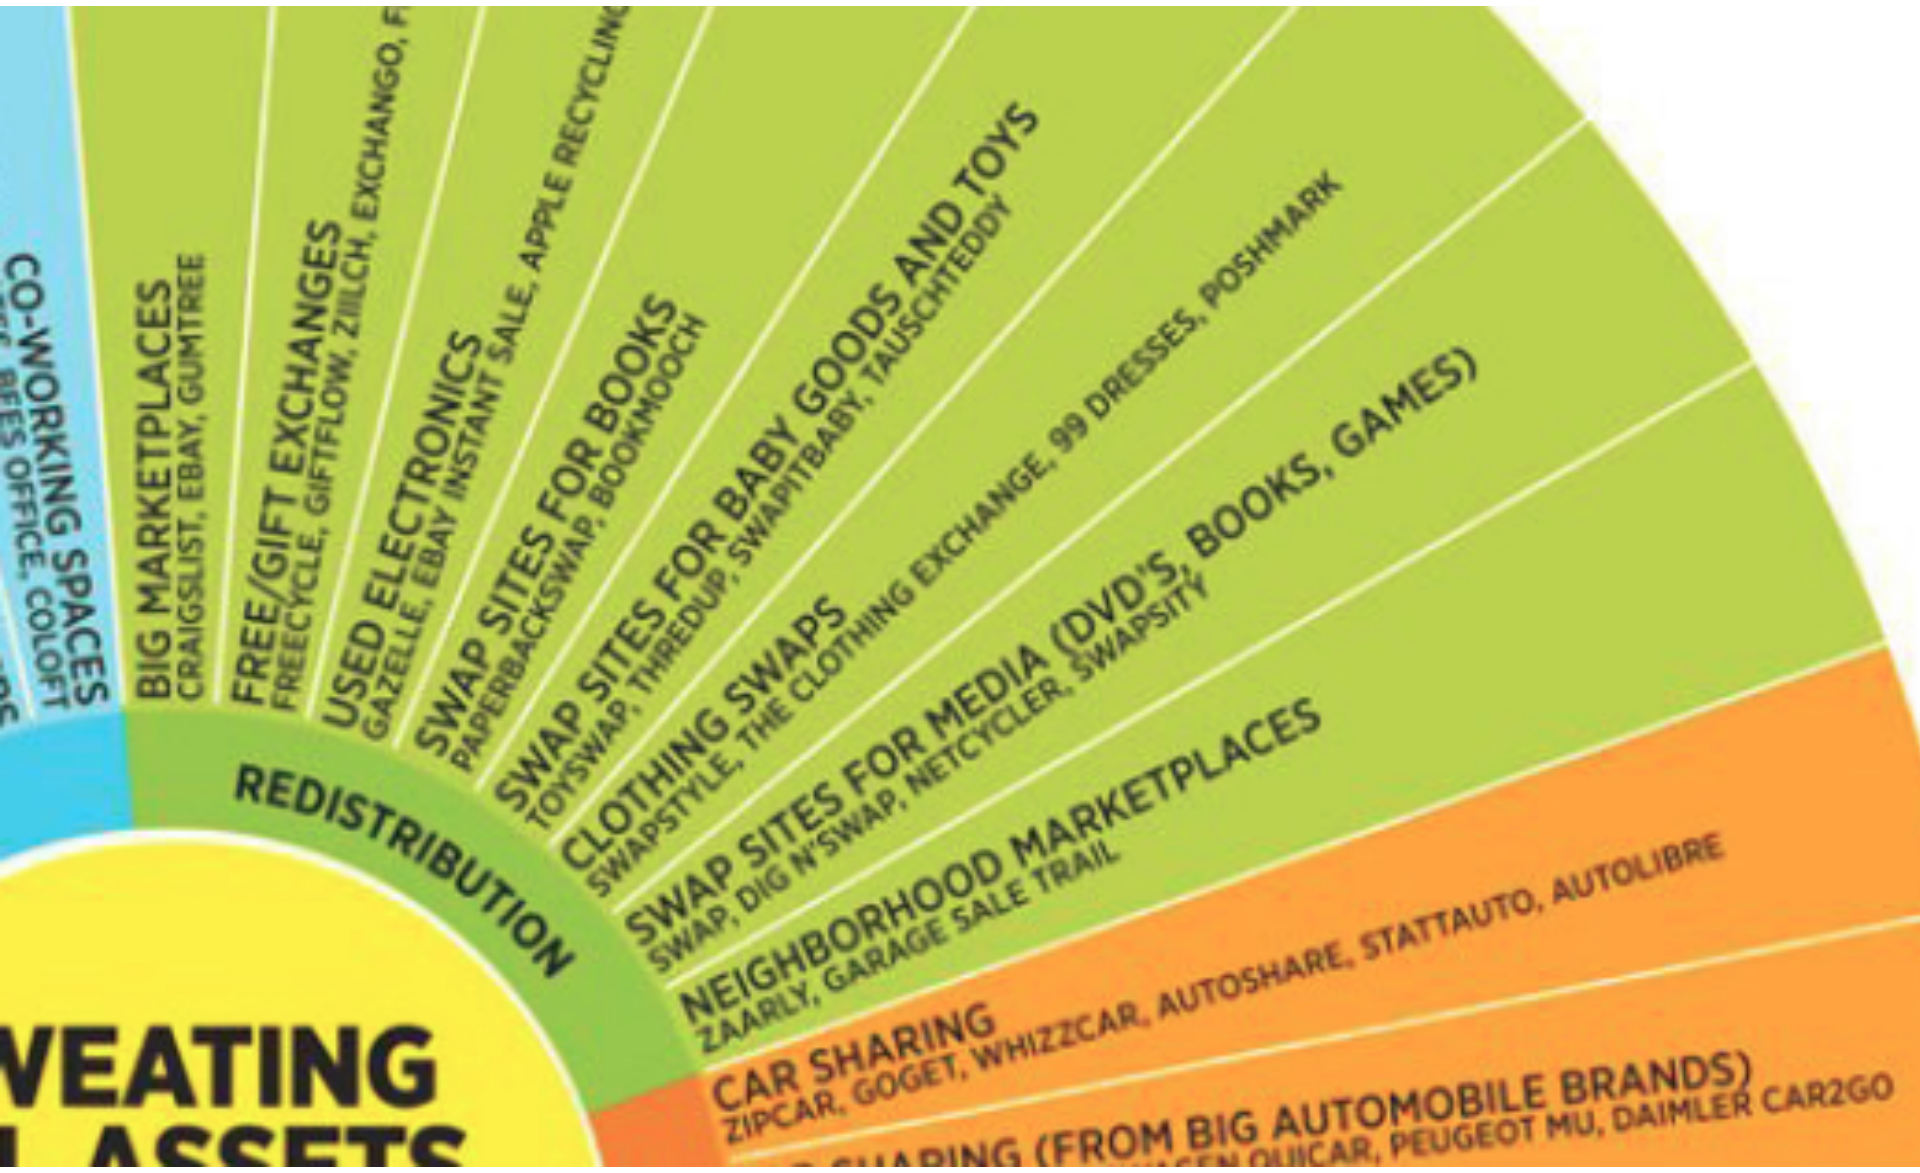 CO-WORKING SPACES
BEES OFFICE, COLOFT
BIG MARKETPLACES
CRAIGSLIST, EBAY, GUMTREE
FREE/GIFT EXCHANGES
FREECYCLE, GIFTFLOW, ZIILCH, EXCHANGO, F
USED ELECTRONICS
GAZELLE, EBAY INSTANT SALE, APPLE RECYCLING
SWAP SITES FOR BOOKS
PAPERBACKSWAP, BOOKMOOCH
SWAP SITES FOR BABY GOODS AND TOYS
TOYSWAP, THREDUP, SWAPITBABY, TAUSCHTEDDY
CLOTHING SWAPS
SWAPSTYLE, THE CLOTHING EXCHANGE, 99 DRESSES, POSHMARK
SWAP SITES FOR MEDIA (DVD'S, BOOKS, GAMES)
SWAP, DIG N'SWAP, NETCYCLER, SWAPSITY
NEIGHBORHOOD MARKETPLACES
ZAARLY, GARAGE SALE TRAIL
REDISTRIBUTION
CAR SHARING
ZIPCAR, GOGET, WHIZZCAR, AUTOSHARE, STATTAUTO, AUTOLIBRE
SHARING (FROM BIG AUTOMOBILE BRANDS)
QUICAR, PEUGEOT MU, DAIMLER CAR2GO
WEATING
ASSETS